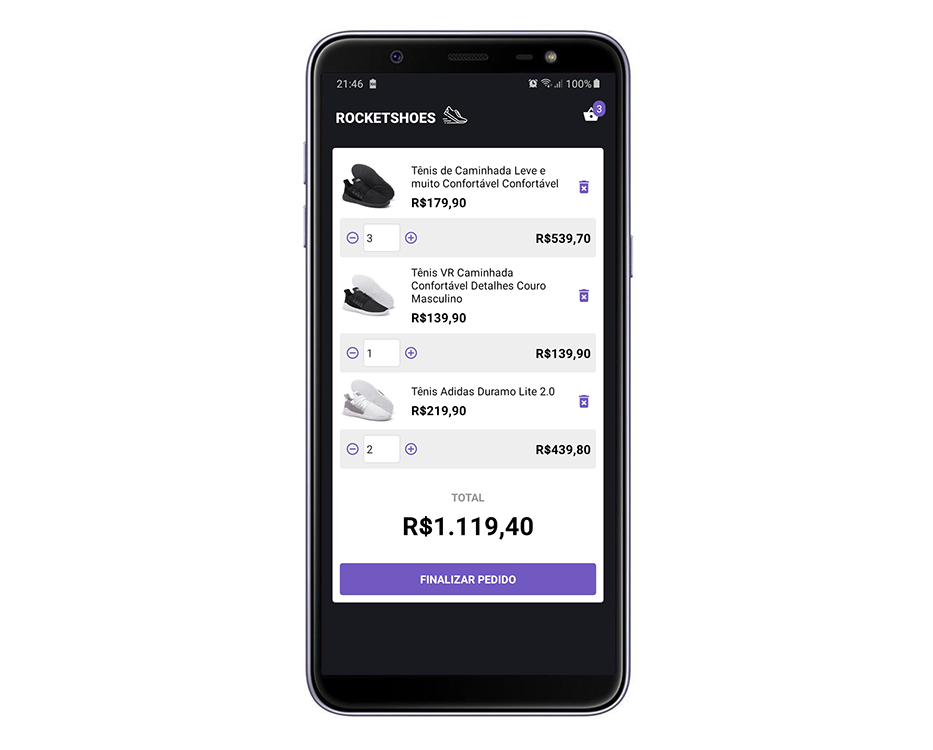 21:46 100%
ROCKETSHOES 3
Tênis de Caminhada Leve e
muito Confortável Confortável
R$179,90
3 R$539,70
Tênis VR Caminhada
Confortável Detalhes Couro
Masculino
R$139,90
1 R$139,90
Tênis Adidas Duramo Lite 2.0
R$219,90
2 R$439,80
TOTAL
R$1.119,40
FINALIZAR PEDIDO